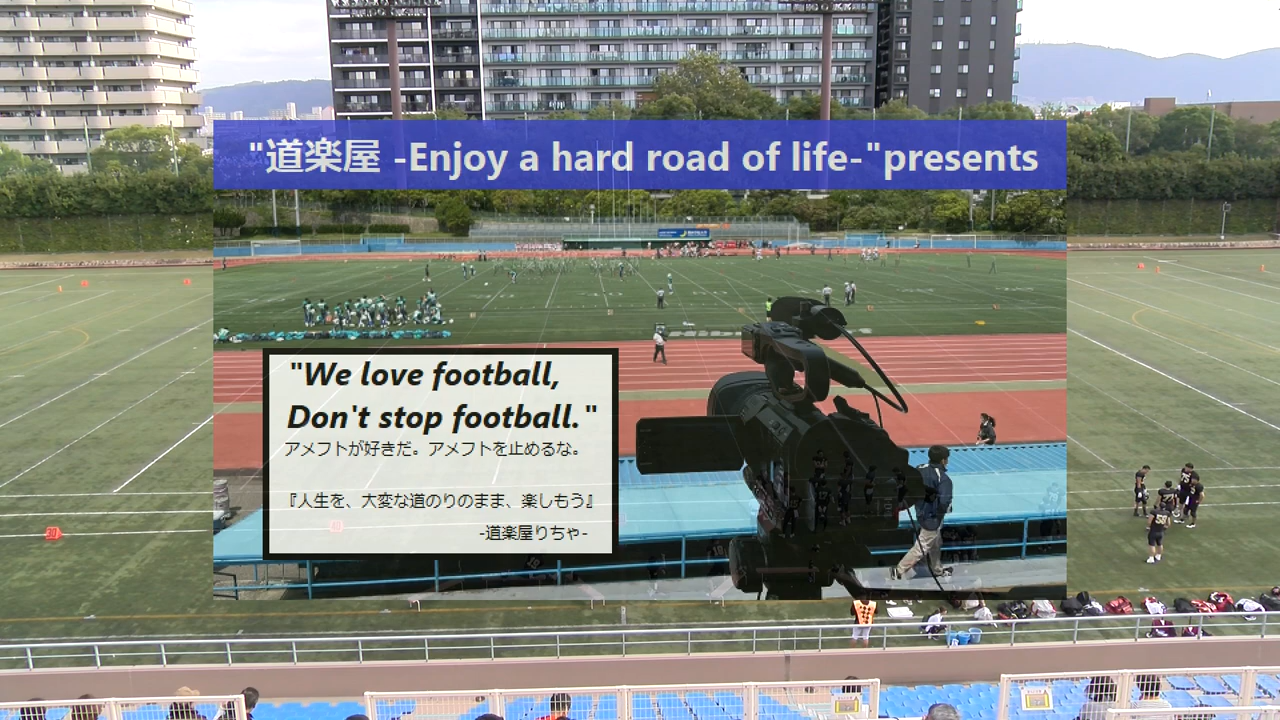 "道楽屋 -Enjoy a hard road of life-"presents
"We love football,
Don't stop football."
アメフトが好きだ。アメフトを止めるな。
『人生を、大変な道のりのまま、楽しもう』
-道楽屋りちゃ-
30